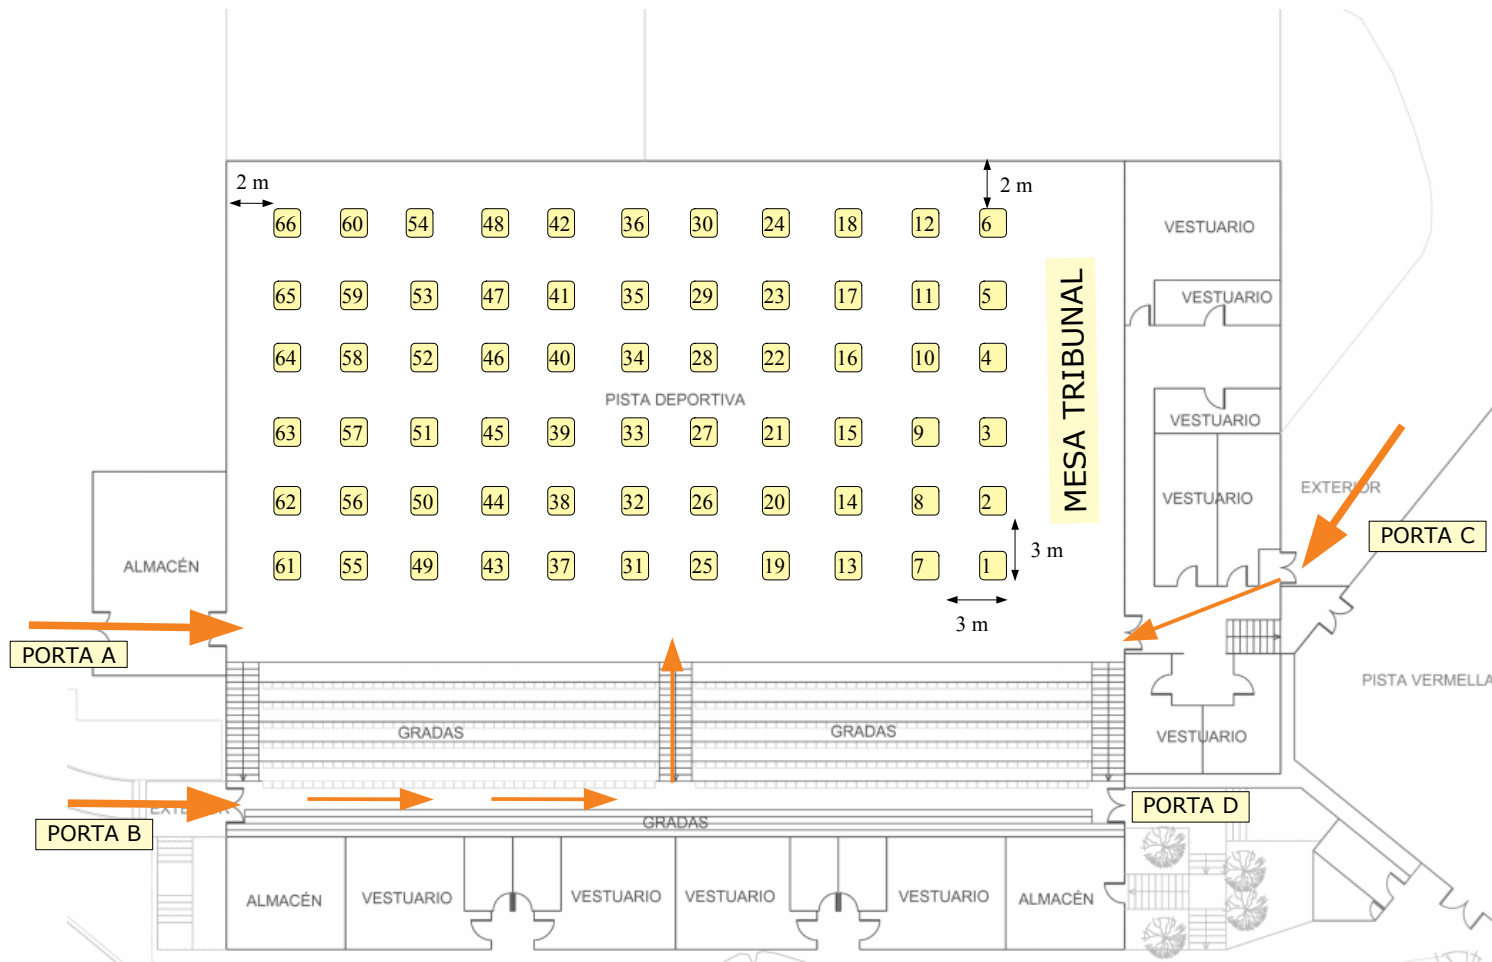 2 m
2 m
66 60 54 48 42 36 30 24 18 12 6
VESTUARIO
65 59 53 47 41 35 29 23 17 11 5
VESTUARIO
64 58 52 46 40 34 28 22 16 10 4
MESA TRIBUNAL
PISTA DEPORTIVA
VESTUARIO
63 57 51 45 39 33 27 21 15 9 3
EXTERIOR
62 56 50 44 38 32 26 20 14 8 2
VESTUARIO
PORTA C
3 m
ALMACÉN
61 55 49 43 37 31 25 19 13 7 1
3 m
PORTA A
PISTA VERMELLA
GRADAS
GRADAS
VESTUARIO
EXTERIOR
PORTA B
PORTA D
GRADAS
ALMACÉN
VESTUARIO
VESTUARIO
VESTUARIO
VESTUARIO
ALMACÉN